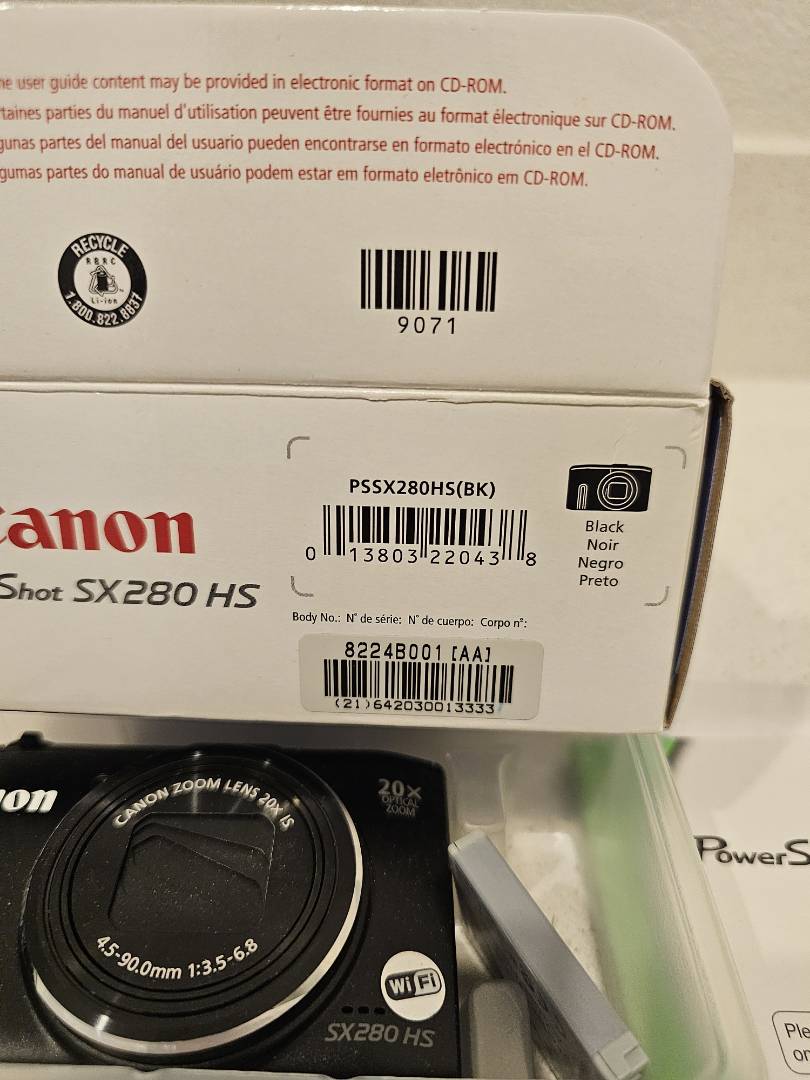 user guide content may be provided in electronic format on CD-ROM.
parties du manuel d'utilisation peuvent être fournies au format électronique sur CD-ROM.
partes del manual del usuario pueden encontrarse en formato electrónico en el CD-ROM.
partes do manual de usuário podem estar em formato eletrônico em CD-ROM.
RECYCLE
RBRC
Li-ion
1.800.822.8837
9071
PSSX280HS(BK)
0 13803 22043 8
Black
Noir
Negro
Preto
Canon
Shot SX280 HS
Body No.: N° de série: N° de cuerpo: Corpo nº:
8224B001 [AA]
(21)642030013333
CANON ZOOM LENS 20X IS
20X
OPTICAL
ZOOM
4.5-90.0mm 1:3.5-6.8
WiFi
SX280 HS
PowerS